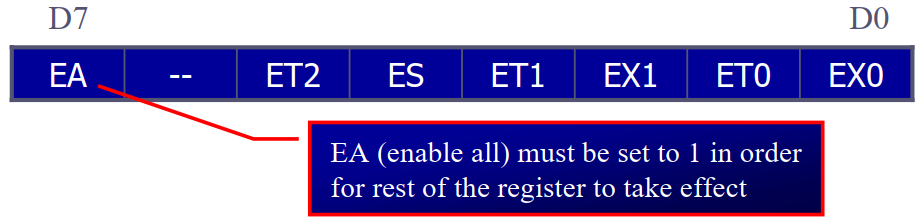 D7 D0
EA -- ET2 ES ET1 EX1 ET0 EX0
EA (enable all) must be set to 1 in order
for rest of the register to take effect